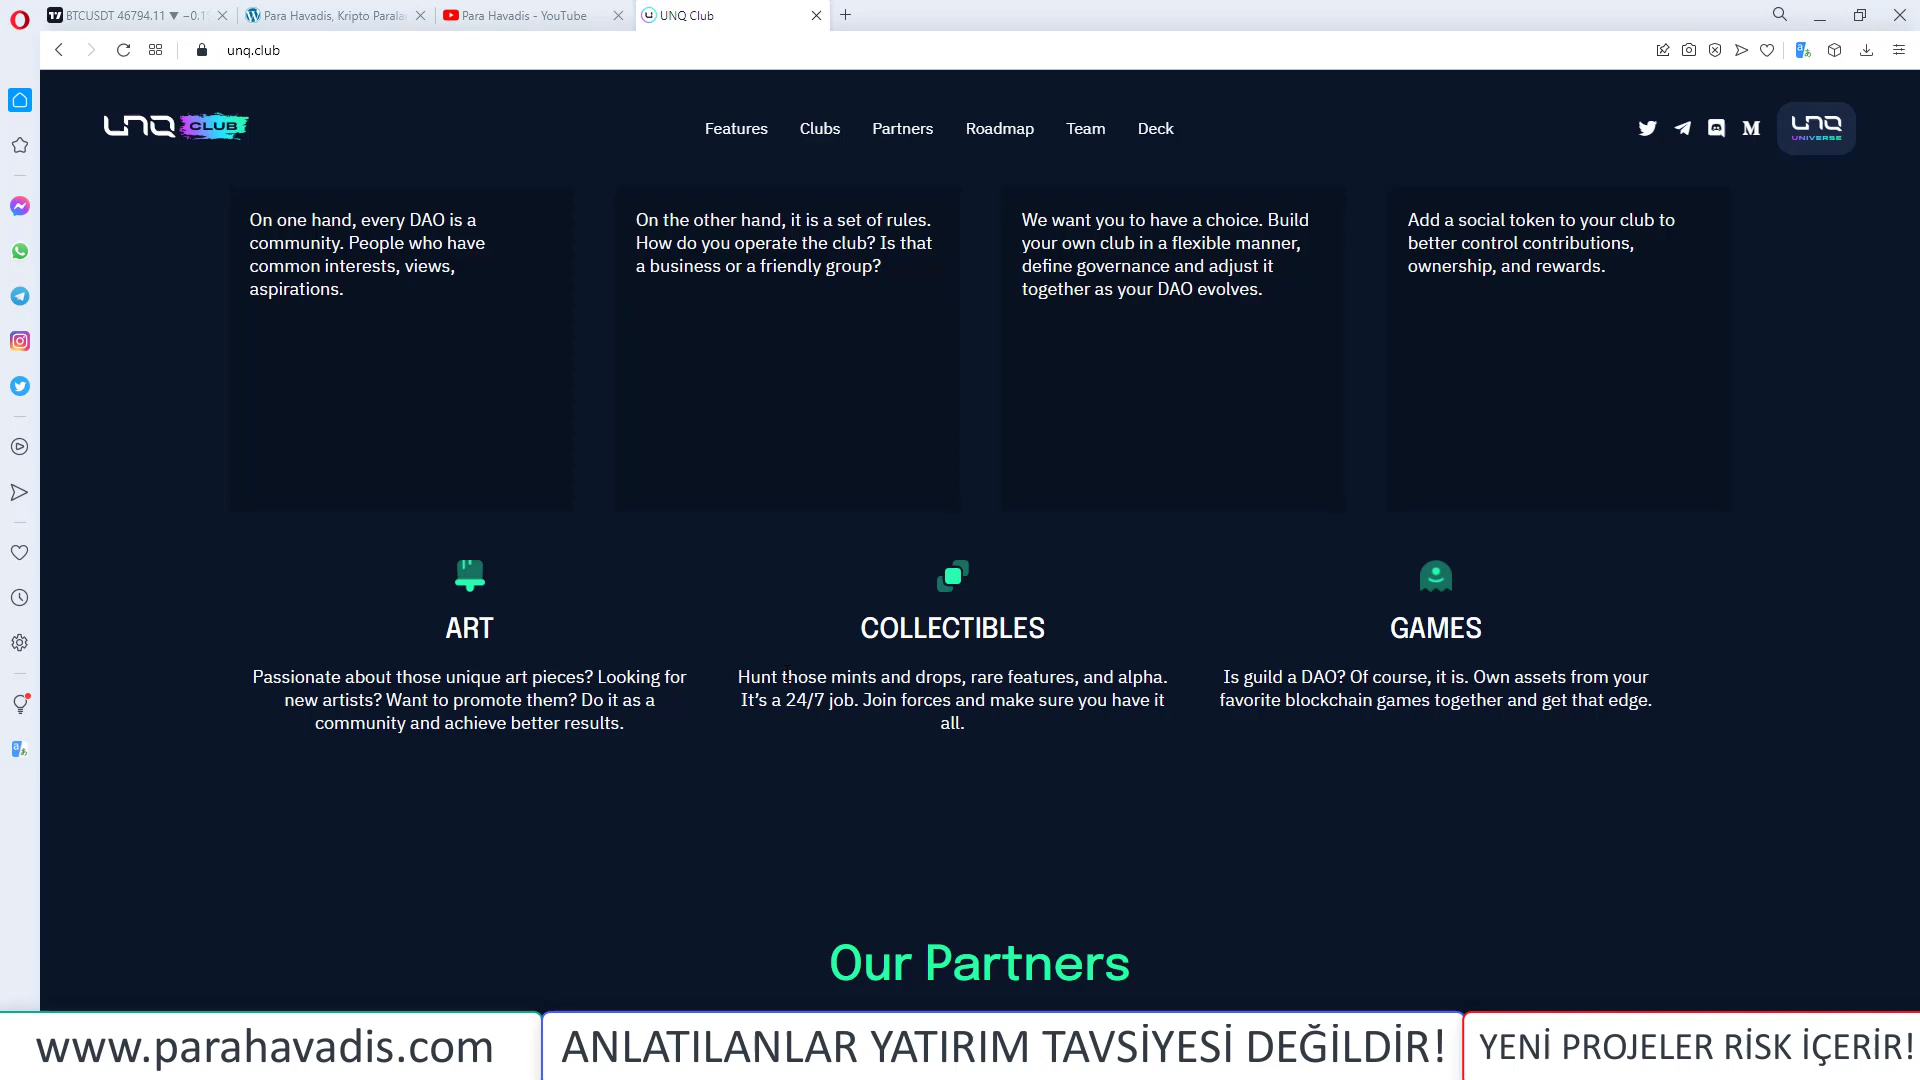 BTCUSDT 46794.11 ▼ −0.1
Para Havadis, Kripto Parala
Para Havadis - YouTube
UNQ Club
unq.club
UNQ CLUB
Features
Clubs
Partners
Roadmap
Team
Deck
UNQ
UNIVERSE
On one hand, every DAO is a
community. People who have
common interests, views,
aspirations.
On the other hand, it is a set of rules.
How do you operate the club? Is that
a business or a friendly group?
We want you to have a choice. Build
your own club in a flexible manner,
define governance and adjust it
together as your DAO evolves.
Add a social token to your club to
better control contributions,
ownership, and rewards.
ART
Passionate about those unique art pieces? Looking for
new artists? Want to promote them? Do it as a
community and achieve better results.
COLLECTIBLES
Hunt those mints and drops, rare features, and alpha.
It’s a 24/7 job. Join forces and make sure you have it
all.
GAMES
Is guild a DAO? Of course, it is. Own assets from your
favorite blockchain games together and get that edge.
Our Partners
www.parahavadis.com
ANLATILANLAR YATIRIM TAVSİYESİ DEĞİLDİR!
YENİ PROJELER RİSK İÇERİR!